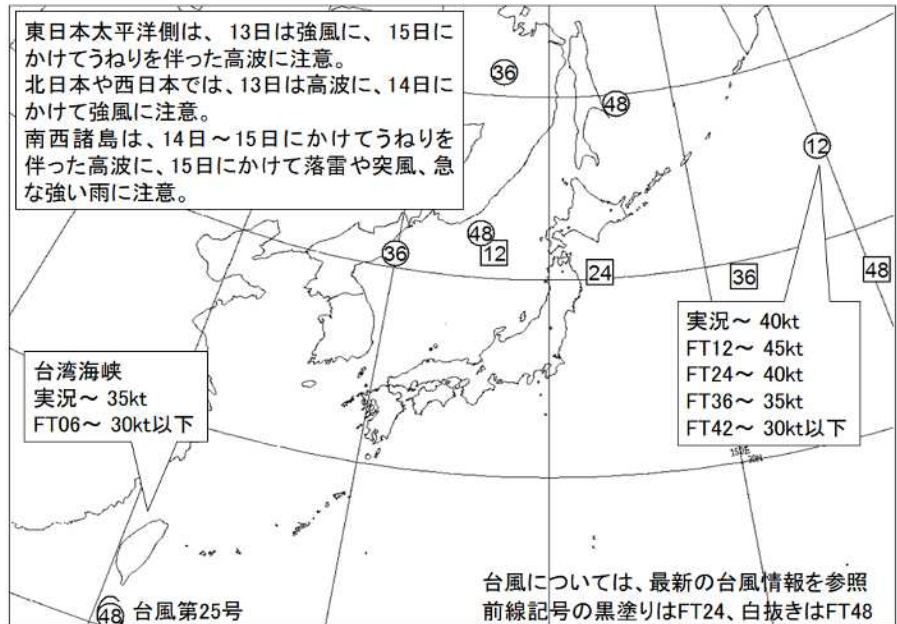 東日本太平洋側は、13日は強風に、15日に
かけてうねりを伴った高波に注意。
北日本や西日本では、13日は高波に、14日に
かけて強風に注意。
南西諸島は、14日～15日にかけてうねりを
伴った高波に、15日にかけて落雷や突風、急
な強い雨に注意。
36
48
12
48
12
36
24
36
48
実況～ 40kt
FT12～ 45kt
FT24～ 40kt
FT36～ 35kt
FT42～ 30kt以下
台湾海峡
実況～ 35kt
FT06～ 30kt以下
150E
30N
48 台風第25号
台風については、最新の台風情報を参照
前線記号の黒塗りはFT24、白抜きはFT48